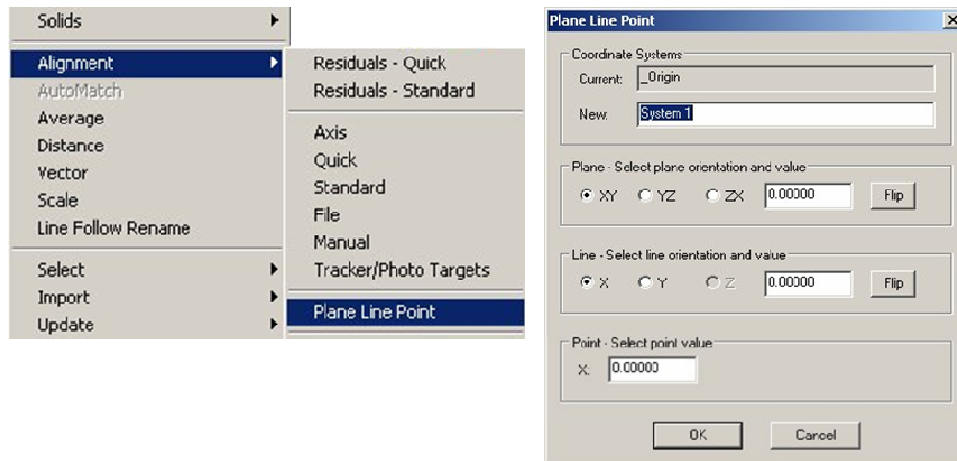 Solids
Alignment
AutoMatch
Average
Distance
Vector
Scale
Line Follow Rename
Select
Import
Update
Residuals - Quick
Residuals - Standard
Axis
Quick
Standard
File
Manual
Tracker/Photo Targets
Plane Line Point
Plane Line Point
Coordinate Systems
Current: _Origin
New: System 1
Plane - Select plane orientation and value
XY YZ ZX 0.00000 Flip
Line - Select line orientation and value
X Y Z 0.00000 Flip
Point - Select point value
X: 0.00000
OK Cancel